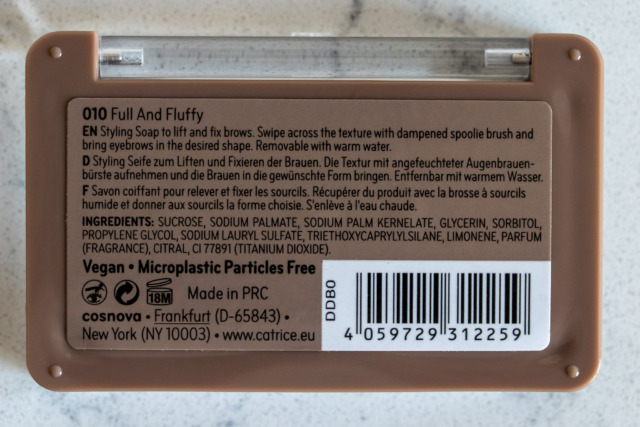 010 Full And Fluffy
EN Styling Soap to lift and fix brows. Swipe across the texture with dampened spoolie brush and
bring eyebrows in the desired shape. Removable with warm water.
D Styling Seife zum Liften und Fixieren der Brauen. Die Textur mit angefeuchteter Augenbrauen-
bürste aufnehmen und die Brauen in die gewünschte Form bringen. Entfernbar mit warmem Wasser.
F Savon coiffant pour relever et fixer les sourcils. Récupérer du produit avec la brosse à sourcils
humide et donner aux sourcils la forme choisie. S'enlève à l'eau chaude.
INGREDIENTS: SUCROSE, SODIUM PALMATE, SODIUM PALM KERNELATE, GLYCERIN, SORBITOL,
PROPYLENE GLYCOL, SODIUM LAURYL SULFATE, TRIETHOXYCAPRYLYLSILANE, LIMONENE, PARFUM
(FRAGRANCE), CITRAL, CI 77891 (TITANIUM DIOXIDE).
Vegan • Microplastic Particles Free
18M Made in PRC
cosnova • Frankfurt (D-65843) •
New York (NY 10003) • www.catrice.eu
DDB0
4 059729 312259